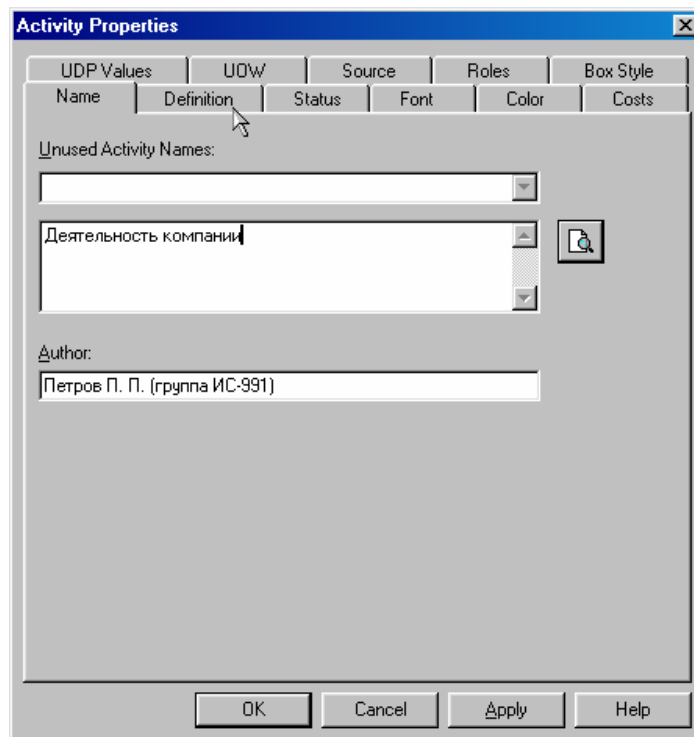 Activity Properties
UDP Values UOW Source Roles Box Style
Name Definition Status Font Color Costs
Unused Activity Names:
Деятельность компании
Author:
Петров П. П. (группа ИС-991)
OK Cancel Apply Help